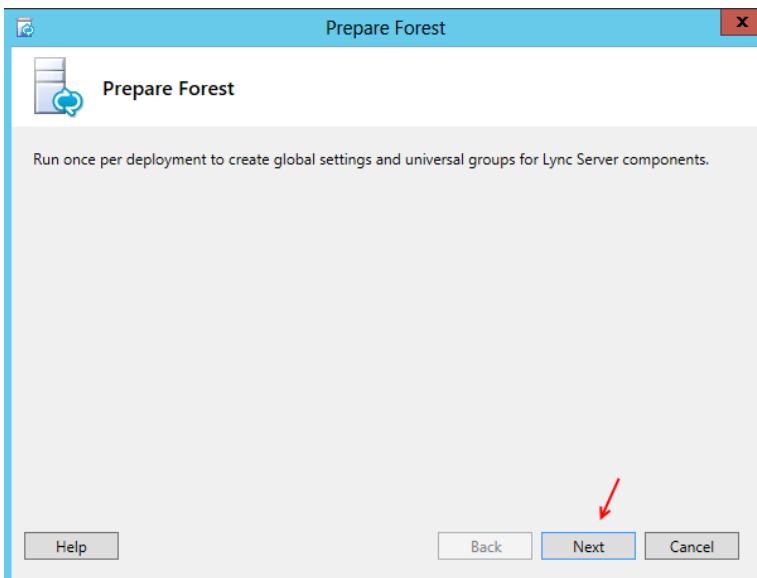 Prepare Forest
x
Prepare Forest
Run once per deployment to create global settings and universal groups for Lync Server components.
Help
Back
Next
Cancel